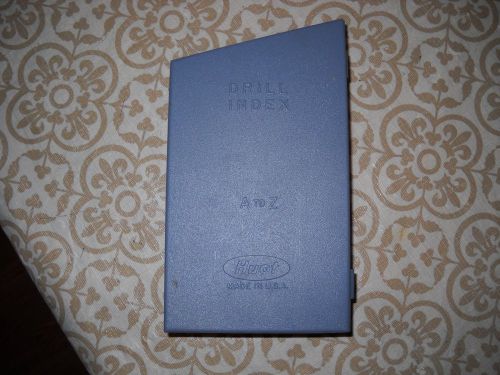 DRILL
INDEX
A TO Z
Huot
MADE IN U.S.A.